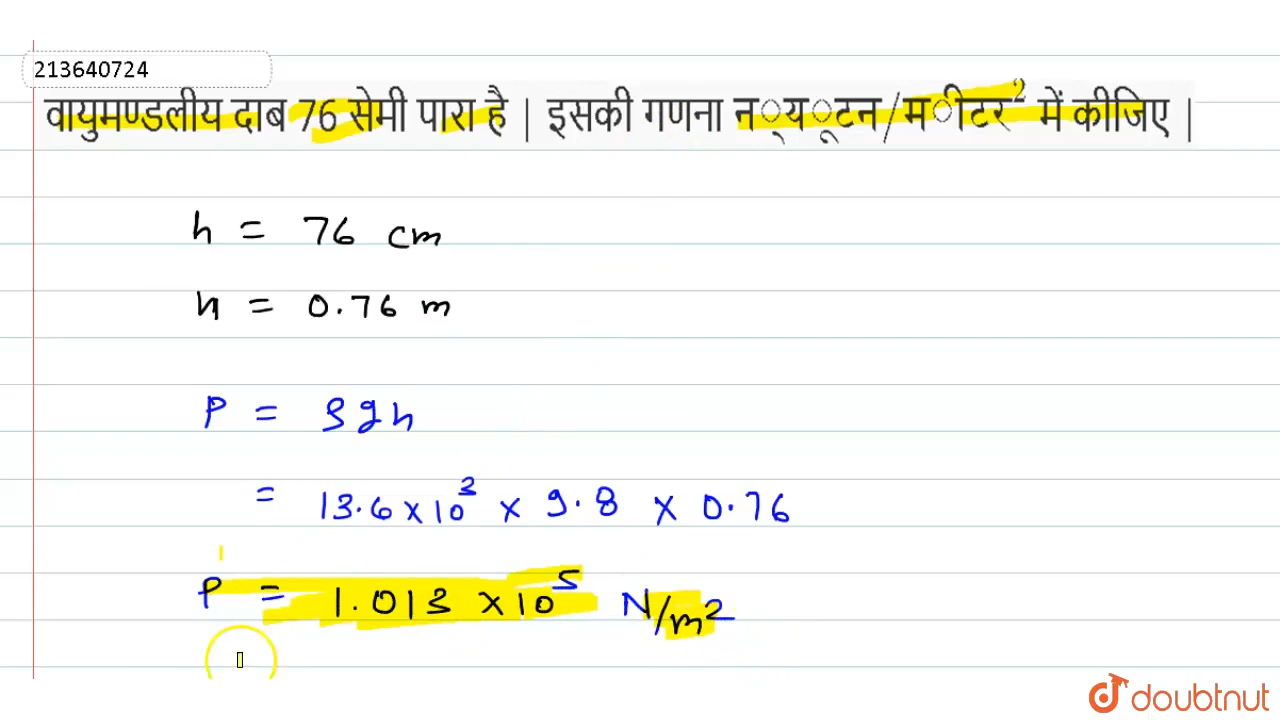 213640724
वायुमण्डलीय दाब 76 सेमी पारा है | इसकी गणना न्यूटन/मीटर² में कीजिए |
h = 76 cm
h = 0.76 m
P = ρgh
= 13.6 × 10³ × 9.8 × 0.76
P = 1.013 × 10⁵ N/m²
doubtnut